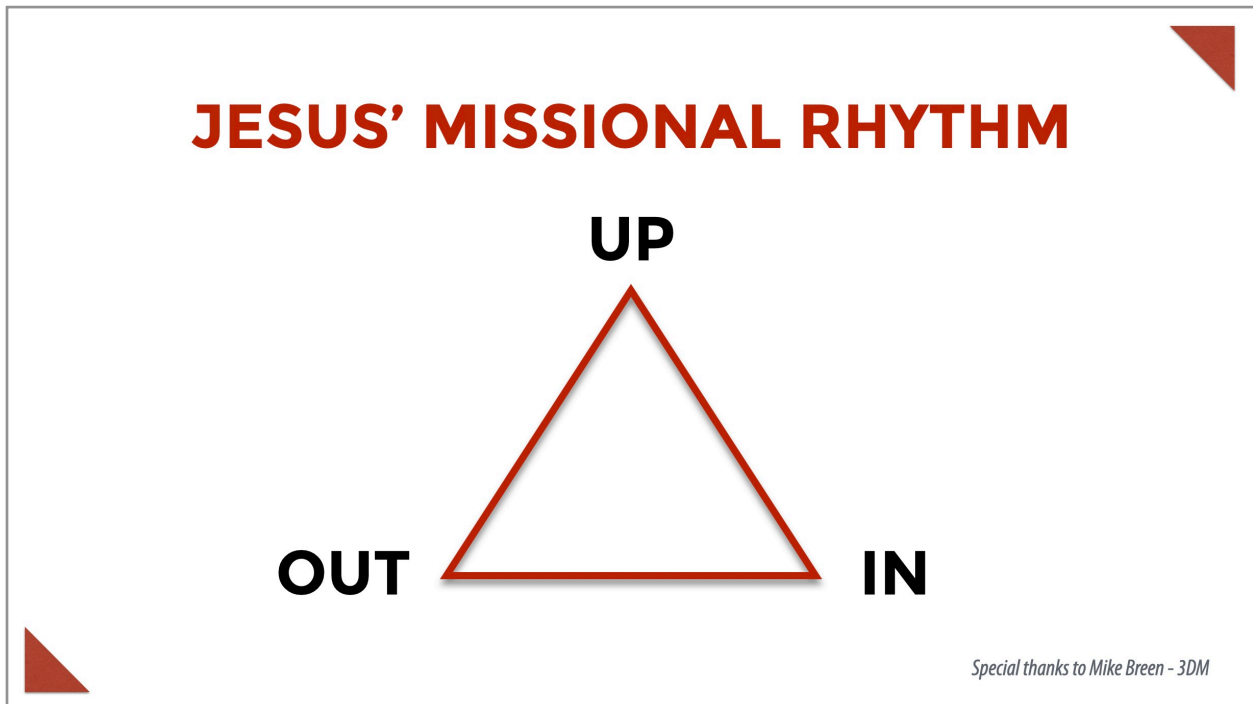 JESUS’ MISSIONAL RHYTHM
UP
OUT IN
Special thanks to Mike Breen - 3DM